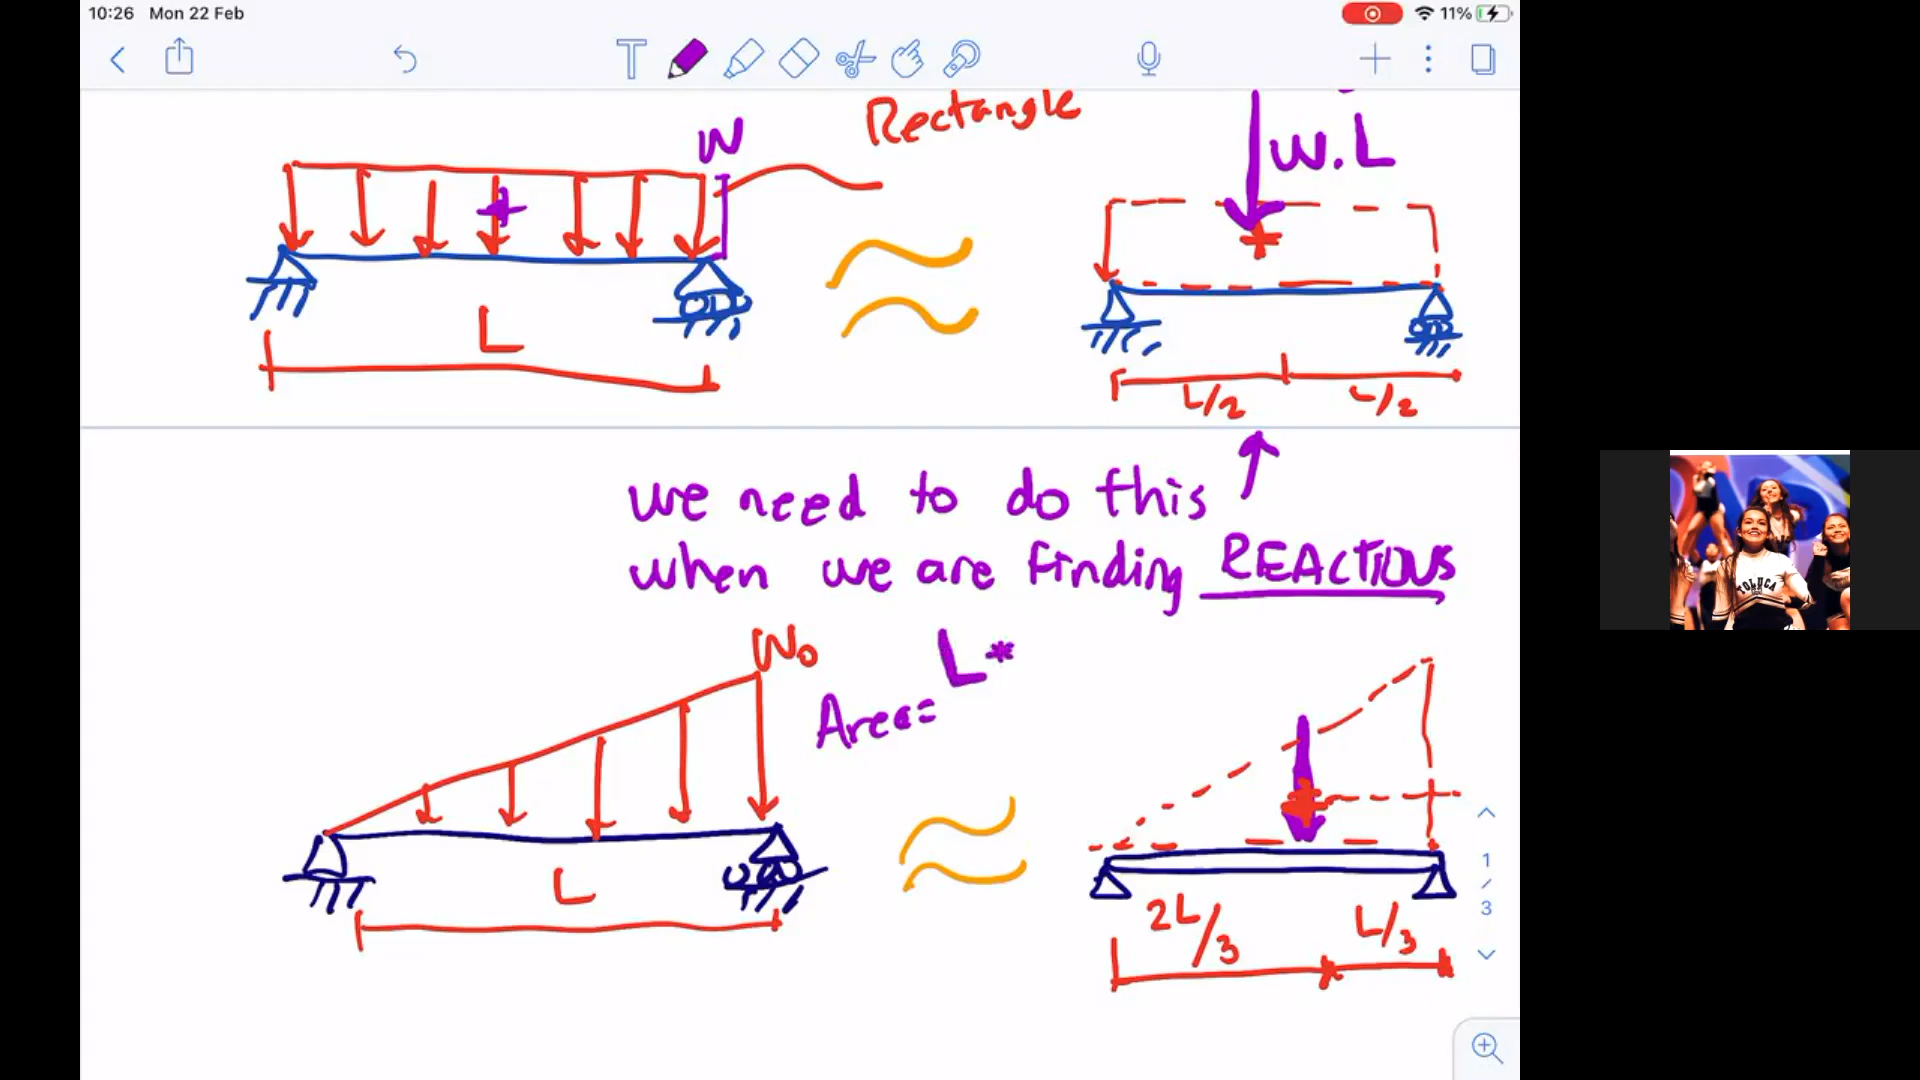 10:26 Mon 22 Feb
11%
T
Rectangle
W
W.L
L
L/2
L/2
we need to do this
when we are finding REACTIONS
Wo
Area= L*
L
2L/3
L/3
1/3
TOLUCA